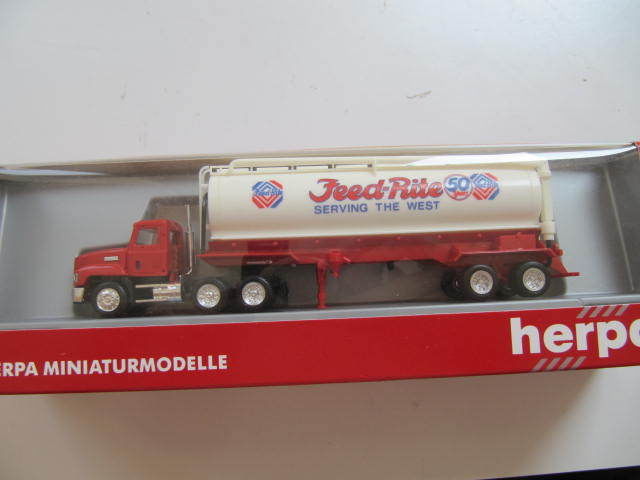 Feed-Rite 50
SERVING THE WEST
ERPA MINIATURMODELLE
herpa